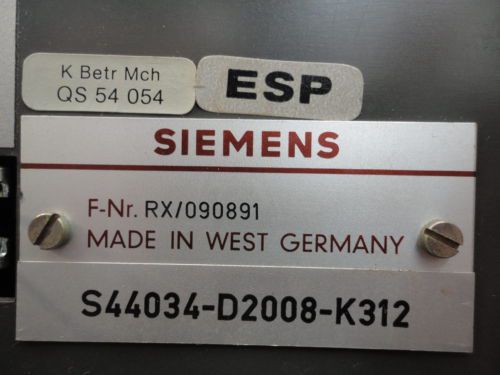 K Betr Mch
QS 54 054
ESP
SIEMENS
F-Nr. RX/090891
MADE IN WEST GERMANY
S44034-D2008-K312